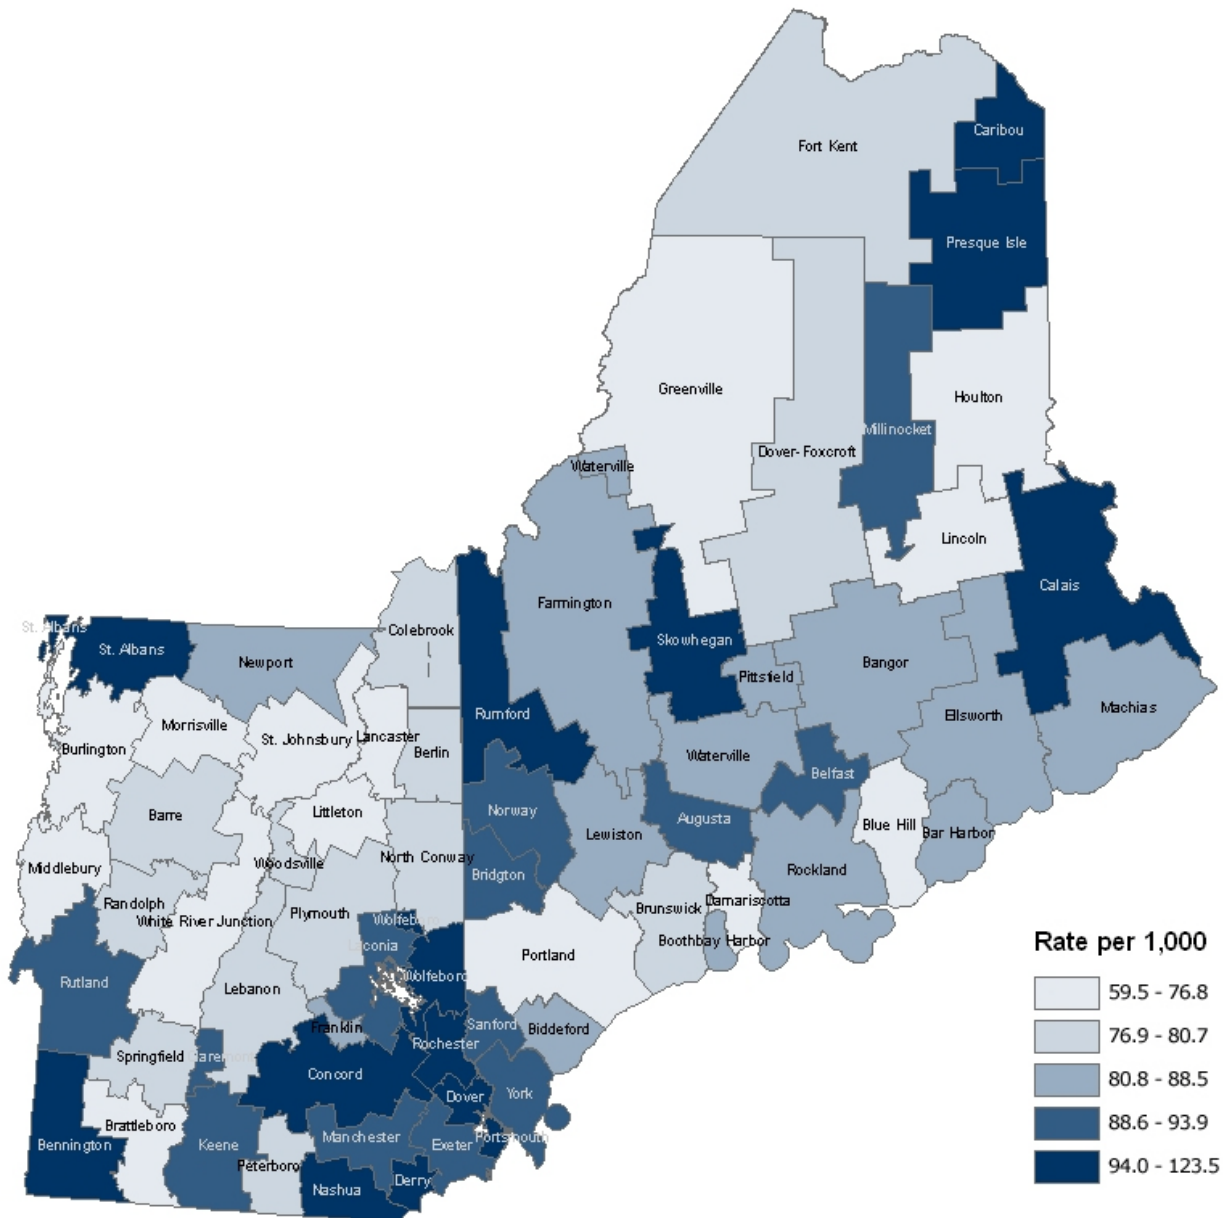 Caribou
Fort Kent
Presque Isle
Greenville
Houlton
Millinocket
Dover-Foxcroft
Waterville
Lincoln
Calais
Farmington
St. Albans
Colebrook
Skowhegan
St. Albans
Newport
Bangor
Pittsfield
Machias
Rumford
Ellsworth
Morrisville
Lancaster
St. Johnsbury
Burlington
Berlin
Waterville
Belfast
Norway
Littleton
Barre
Augusta
Blue Hill
Bar Harbor
Lewiston
North Conway
Woodsville
Middlebury
Rockland
Bridgton
Damariscotta
Randolph
Brunswick
Plymouth
White River Junction
Wolfeboro
Boothbay Harbor
Rate per 1,000
Laconia
Portland
Wolfeboro
Rutland
Lebanon
59.5 - 76.8
Sanford
Franklin
Biddeford
76.9 - 80.7
Rochester
Springfield
Claremont
Concord
80.8 - 88.5
York
Dover
88.6 - 93.9
Brattleboro
Manchester
Portsmouth
Bennington
Keene
Exeter
Peterboro
94.0 - 123.5
Derry
Nashua